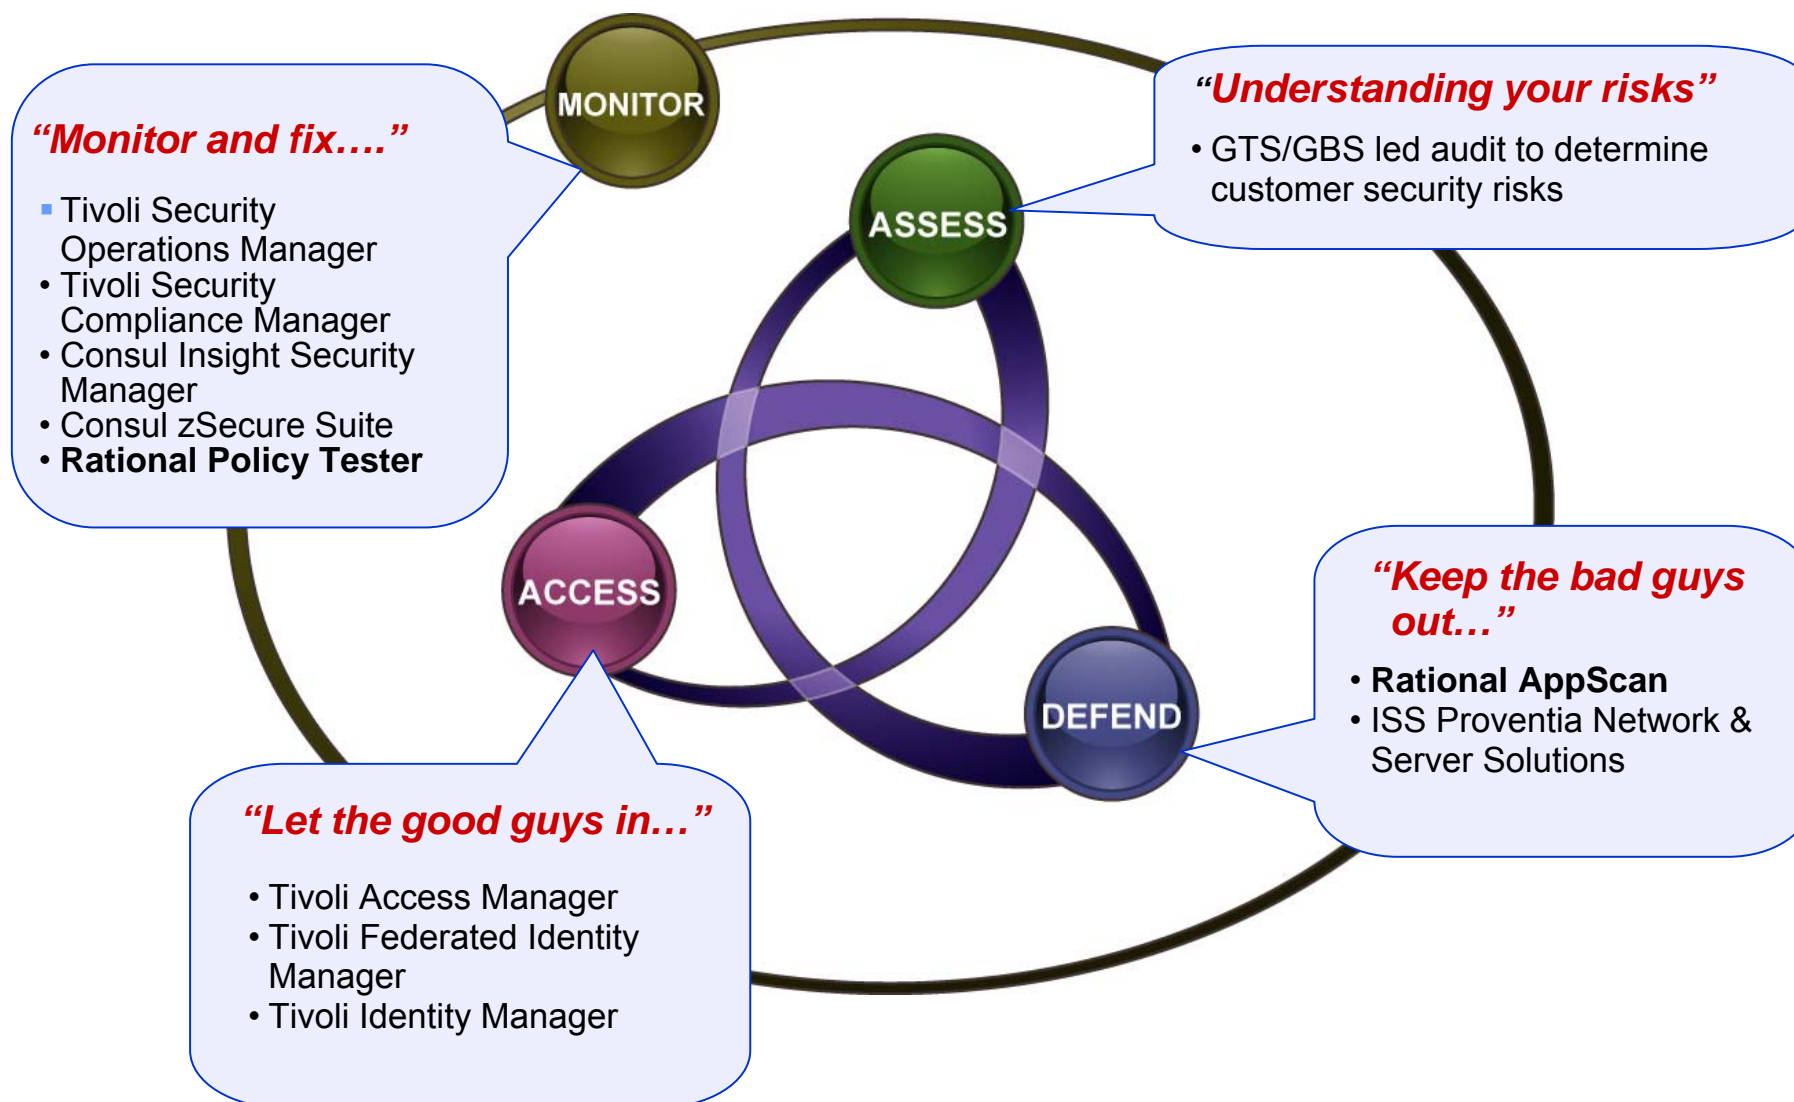 MONITOR
“Monitor and fix....”
▪ Tivoli Security
Operations Manager
• Tivoli Security
Compliance Manager
• Consul Insight Security
Manager
• Consul zSecure Suite
• Rational Policy Tester
ASSESS
“Understanding your risks”
• GTS/GBS led audit to determine
customer security risks
ACCESS
“Let the good guys in…”
• Tivoli Access Manager
• Tivoli Federated Identity
Manager
• Tivoli Identity Manager
DEFEND
“Keep the bad guys
out…”
• Rational AppScan
• ISS Proventia Network &
Server Solutions